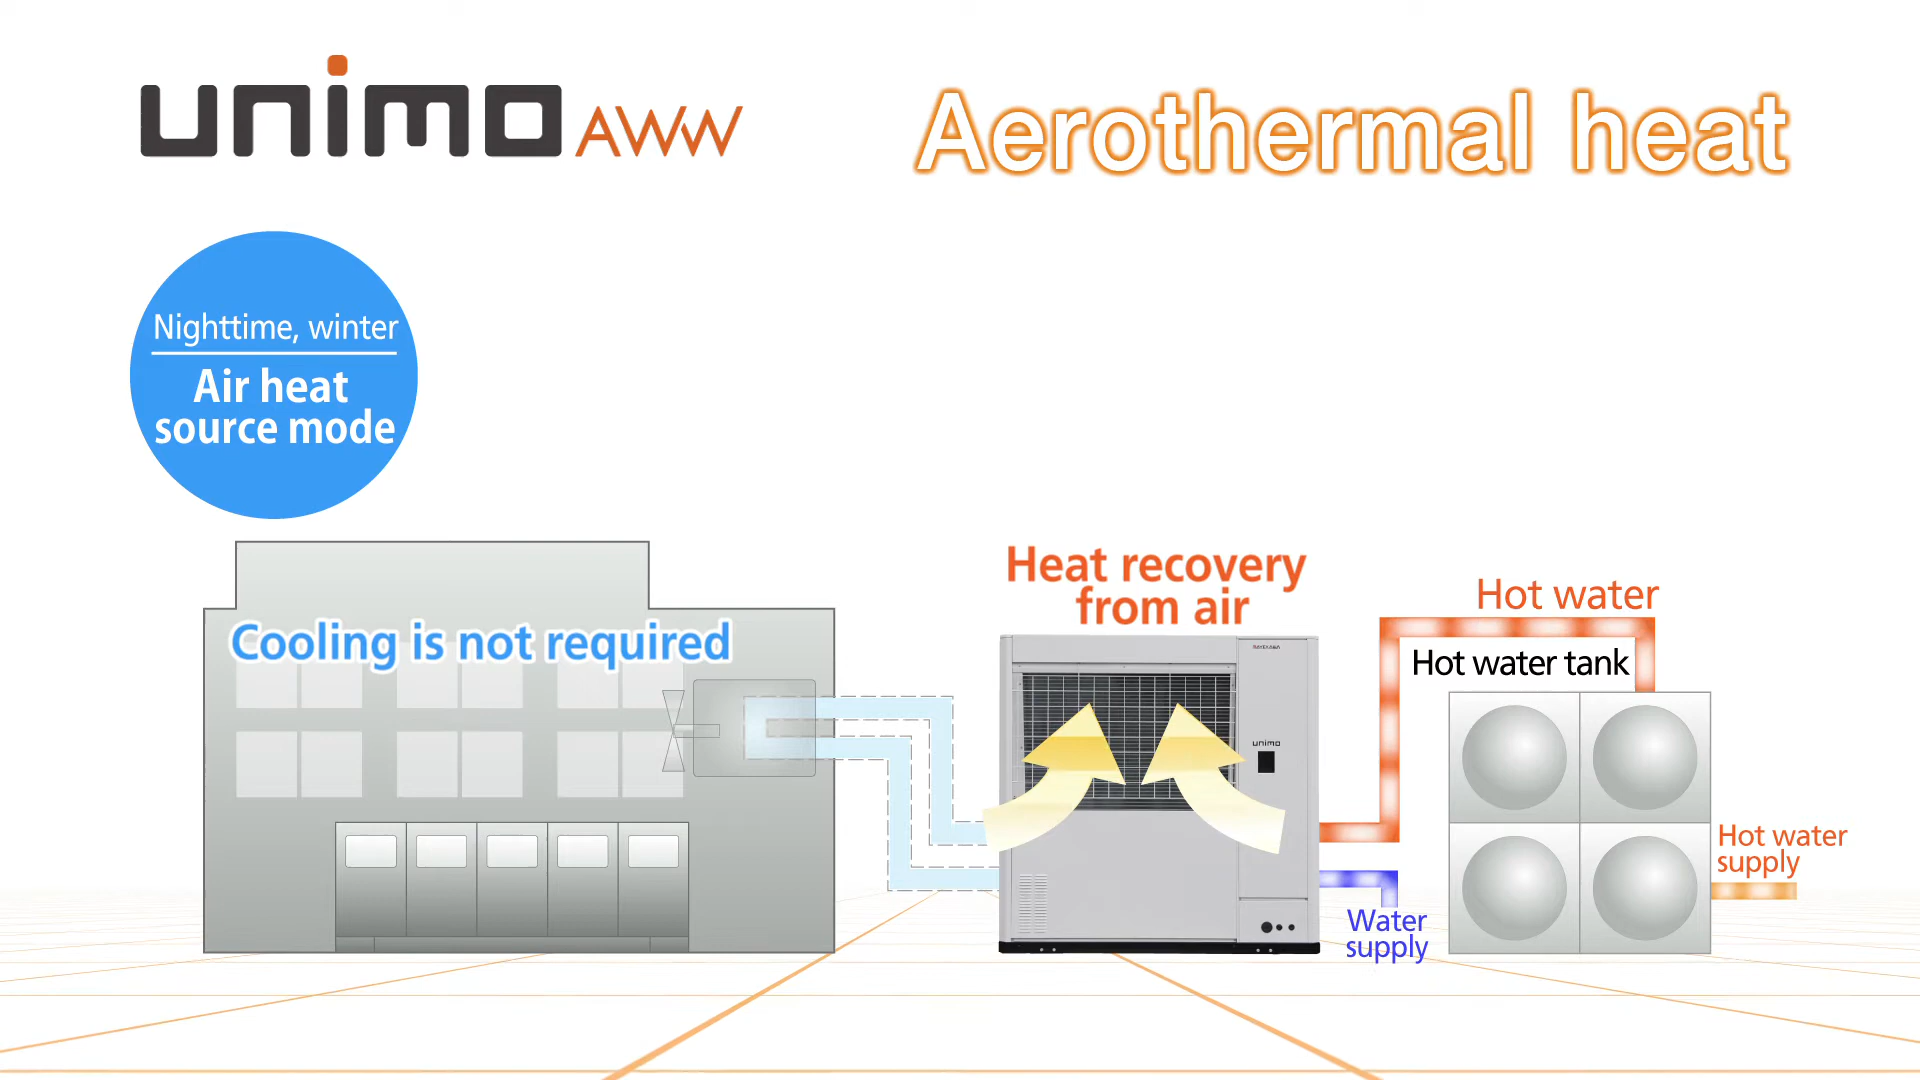 unimo AWW
Aerothermal heat
Nighttime, winter
Air heat
source mode
Heat recovery
from air
Cooling is not required
Hot water
Hot water tank
MAYEKAWA
unimo
Hot water
supply
Water
supply